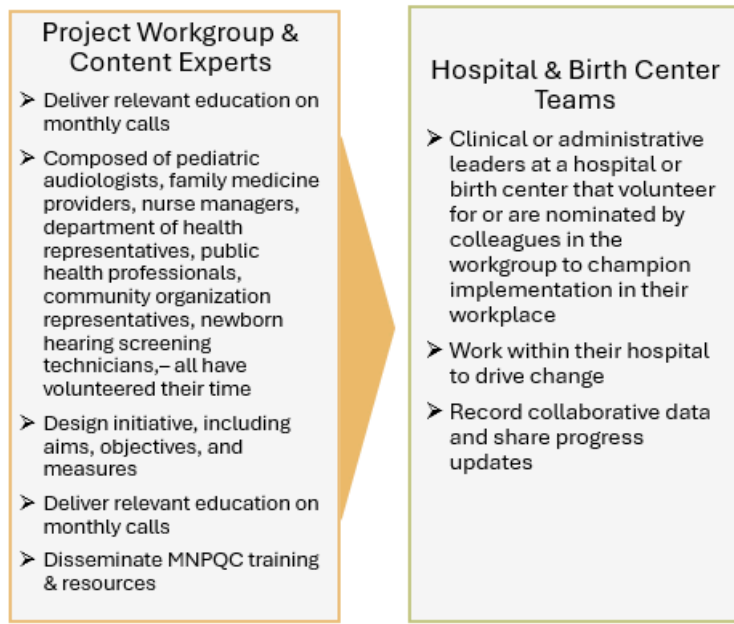 Project Workgroup &
Content Experts
➢ Deliver relevant education on
monthly calls
➢ Composed of pediatric
audiologists, family medicine
providers, nurse managers,
department of health
representatives, public
health professionals,
community organization
representatives, newborn
hearing screening
technicians,– all have
volunteered their time
➢ Design initiative, including
aims, objectives, and
measures
➢ Deliver relevant education on
monthly calls
➢ Disseminate MNPQC training
& resources
Hospital & Birth Center
Teams
➢ Clinical or administrative
leaders at a hospital or
birth center that volunteer
for or are nominated by
colleagues in the
workgroup to champion
implementation in their
workplace
➢ Work within their hospital
to drive change
➢ Record collaborative data
and share progress
updates